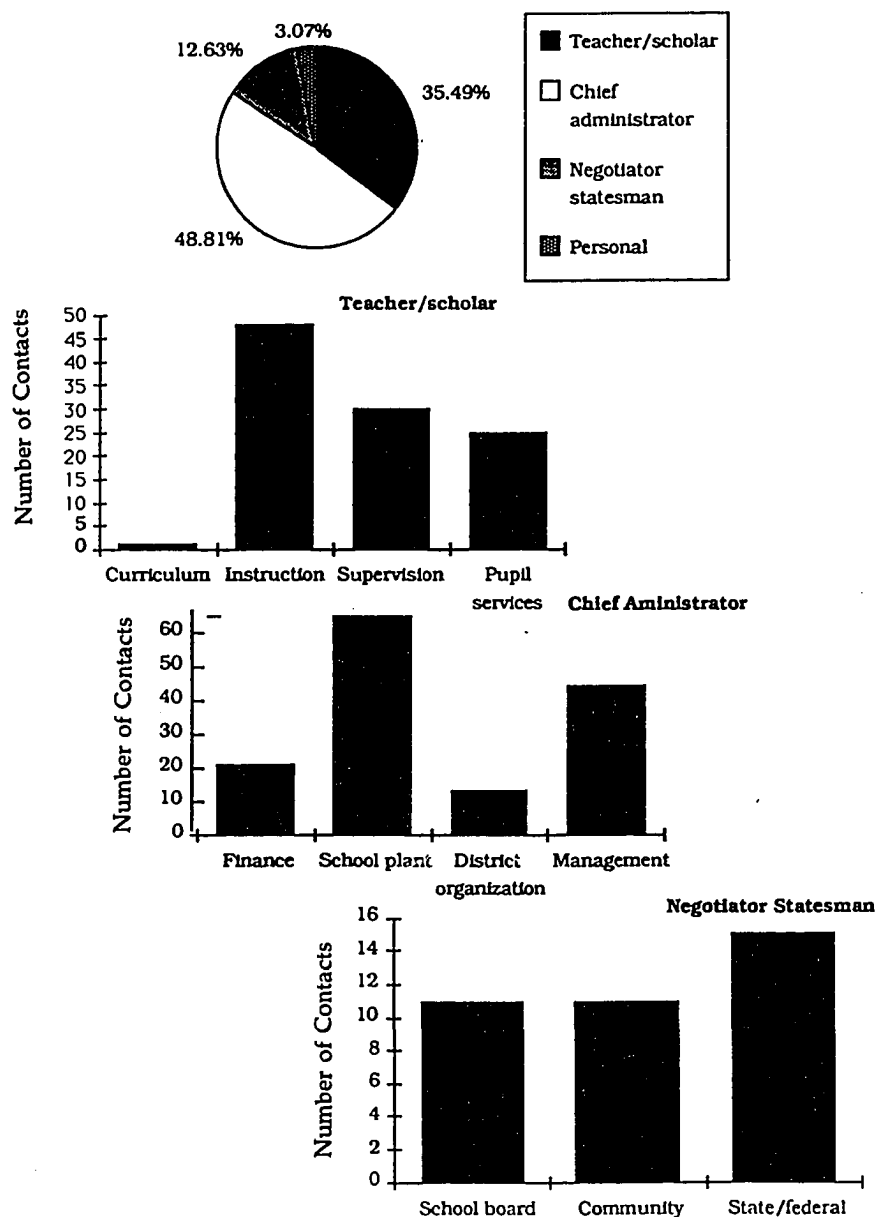 3.07%
12.63%
35.49%
48.81%
Teacher/scholar
Chief
administrator
Negotiator
statesman
Personal
Teacher/scholar
Number of Contacts
50
45
40
35
30
25
20
15
10
5
0
Curriculum Instruction Supervision Pupil
services
Chief Aministrator
Number of Contacts
60
50
40
30
20
10
0
Finance School plant District Management
organization
Negotiator Statesman
Number of Contacts
16
14
12
10
8
6
4
2
0
School board Community State/federal